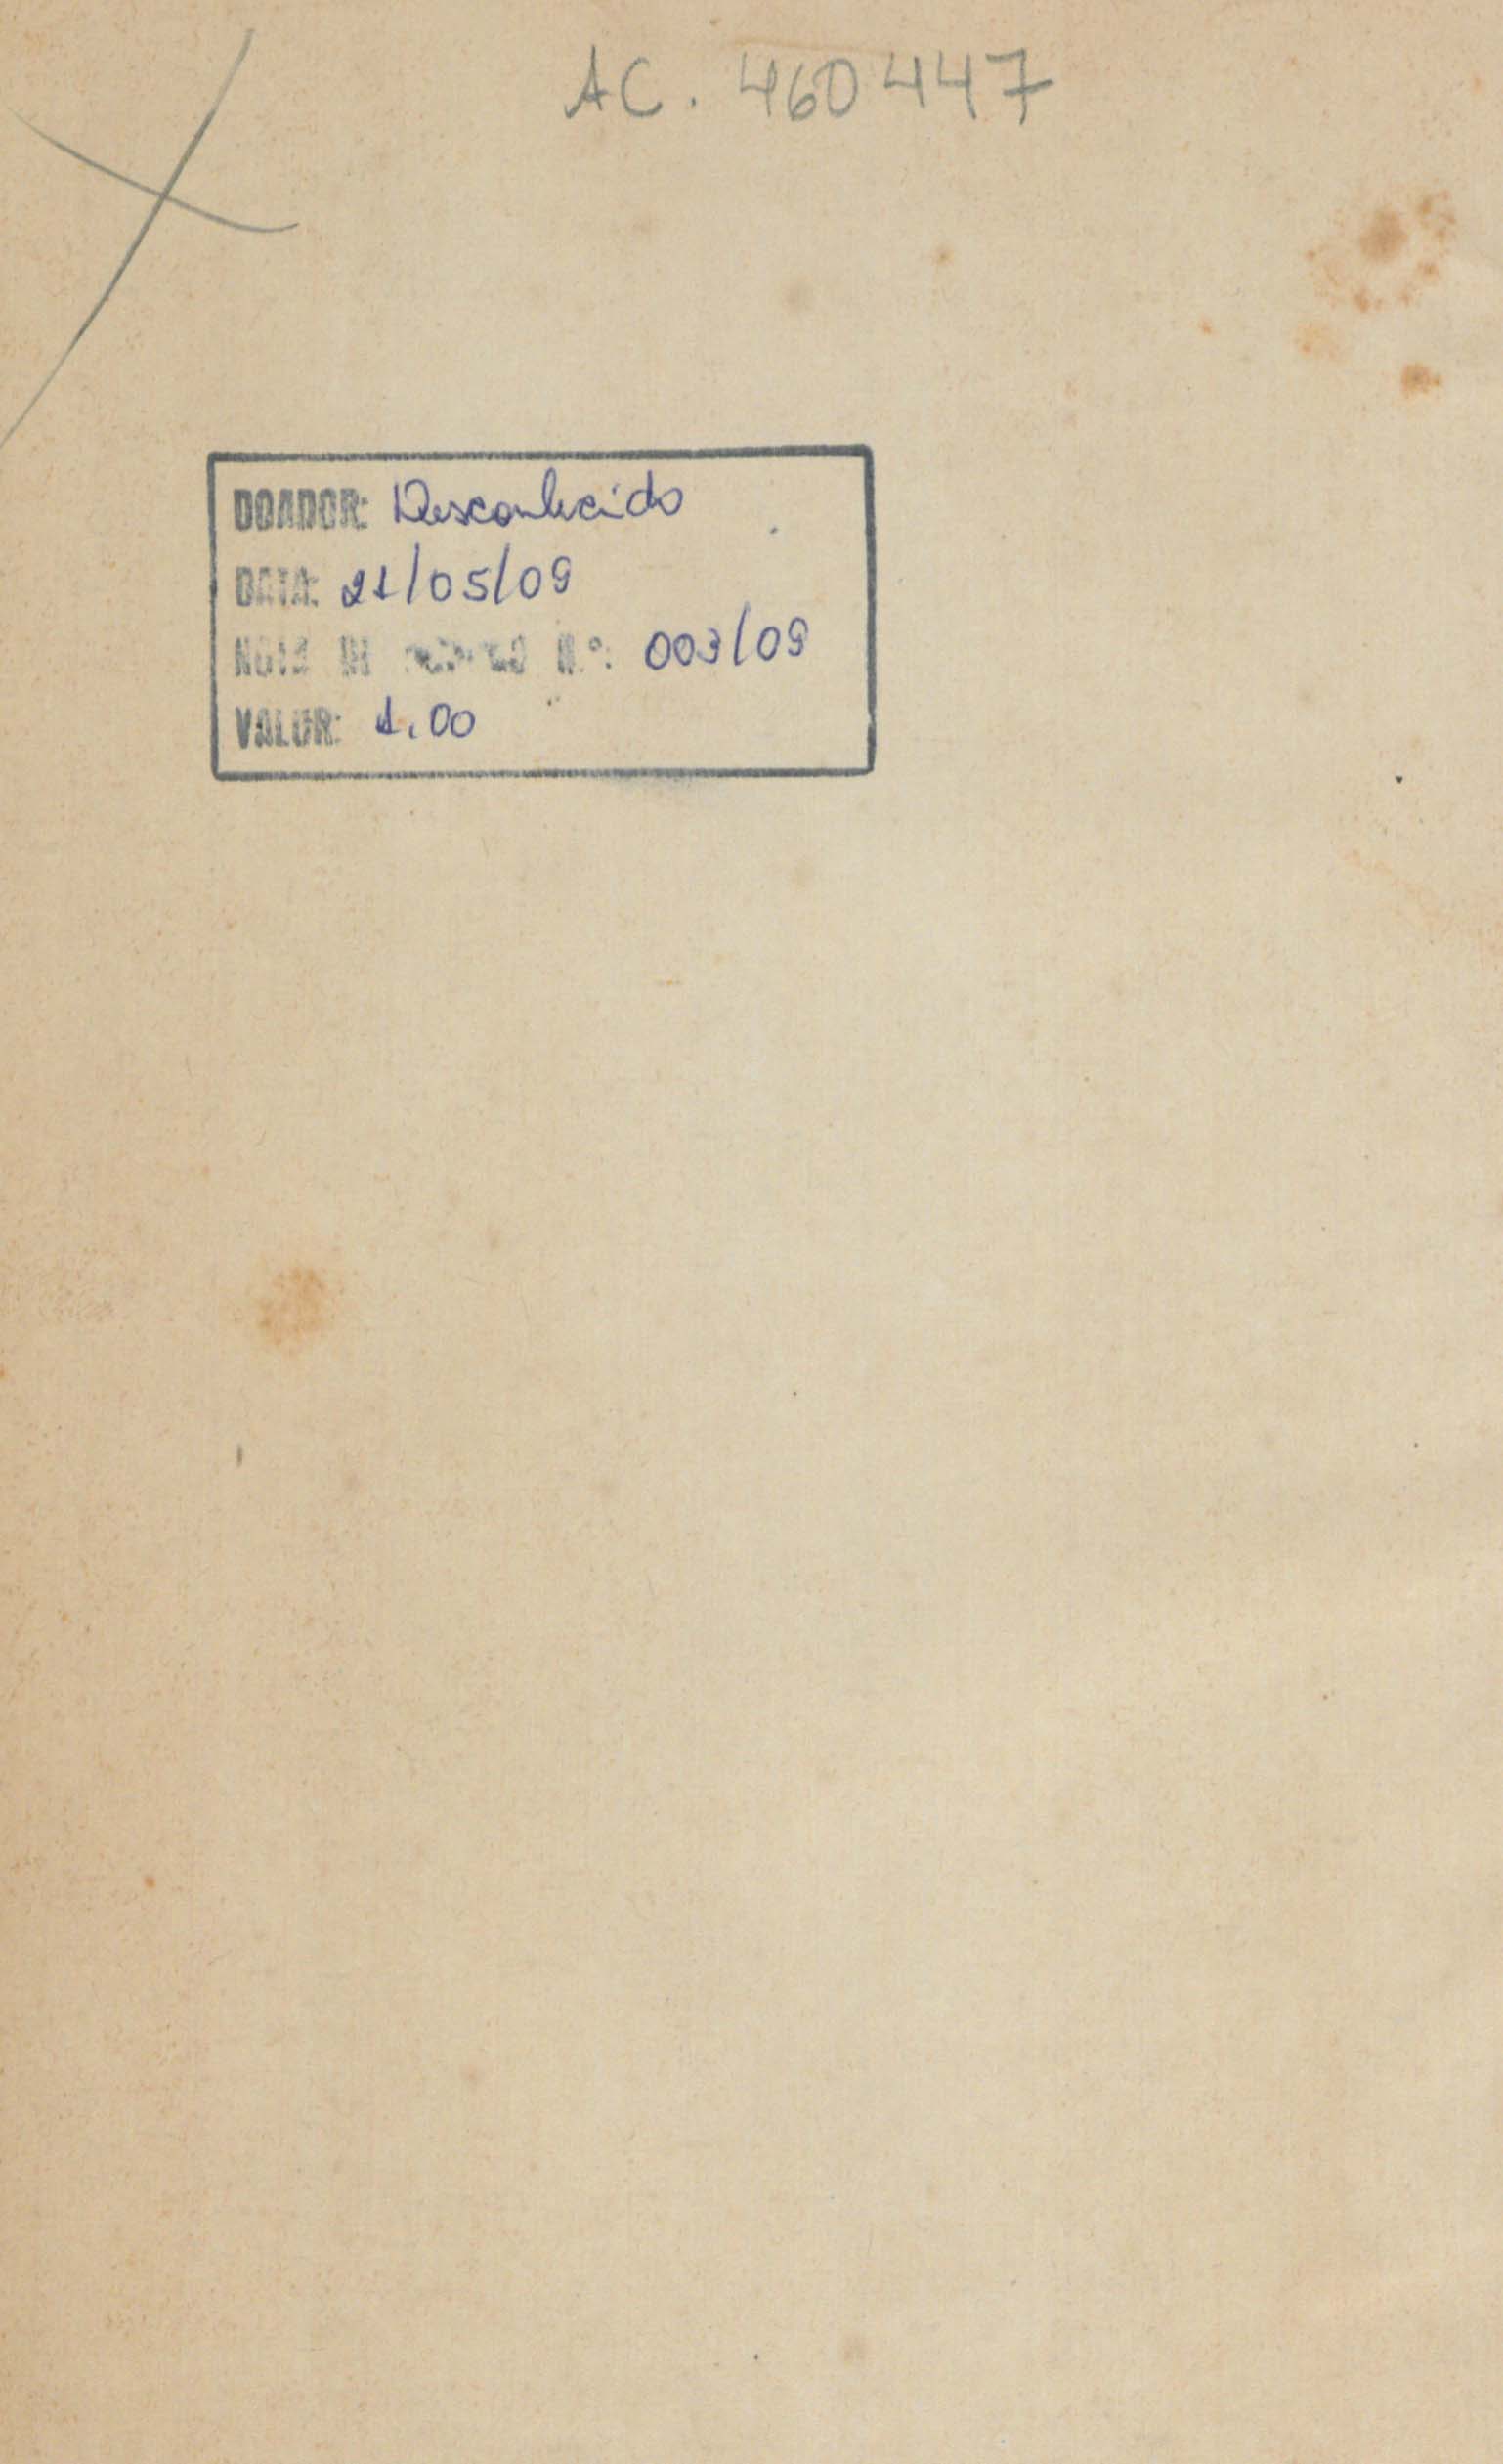 AC. 460447
DOADOR: Desconhecido
DATA: 21/05/09
N.º: 003/09
VALOR: 1.00